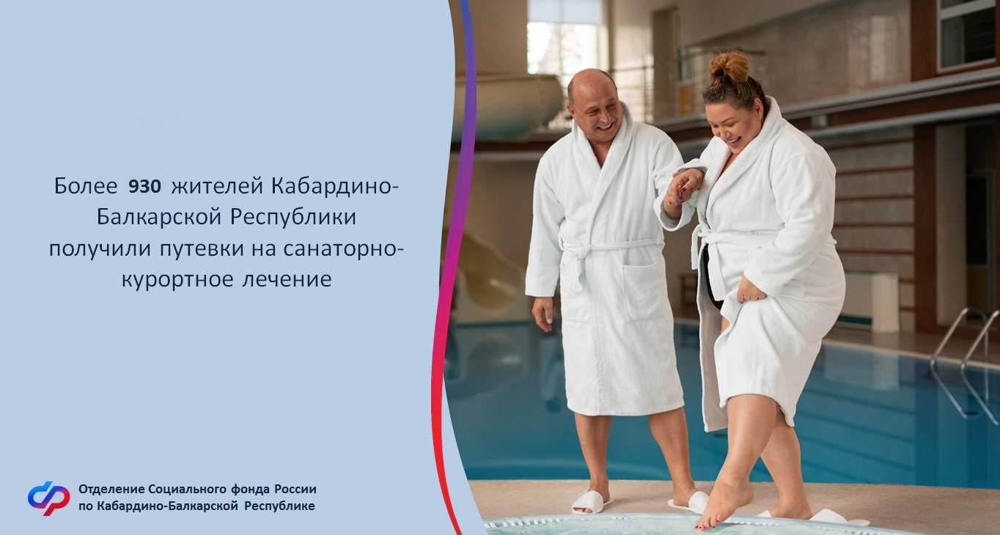 Более 930 жителей Кабардино-
Балкарской Республики
получили путевки на санаторно-
курортное лечение
Отделение Социального фонда России
по Кабардино-Балкарской Республике